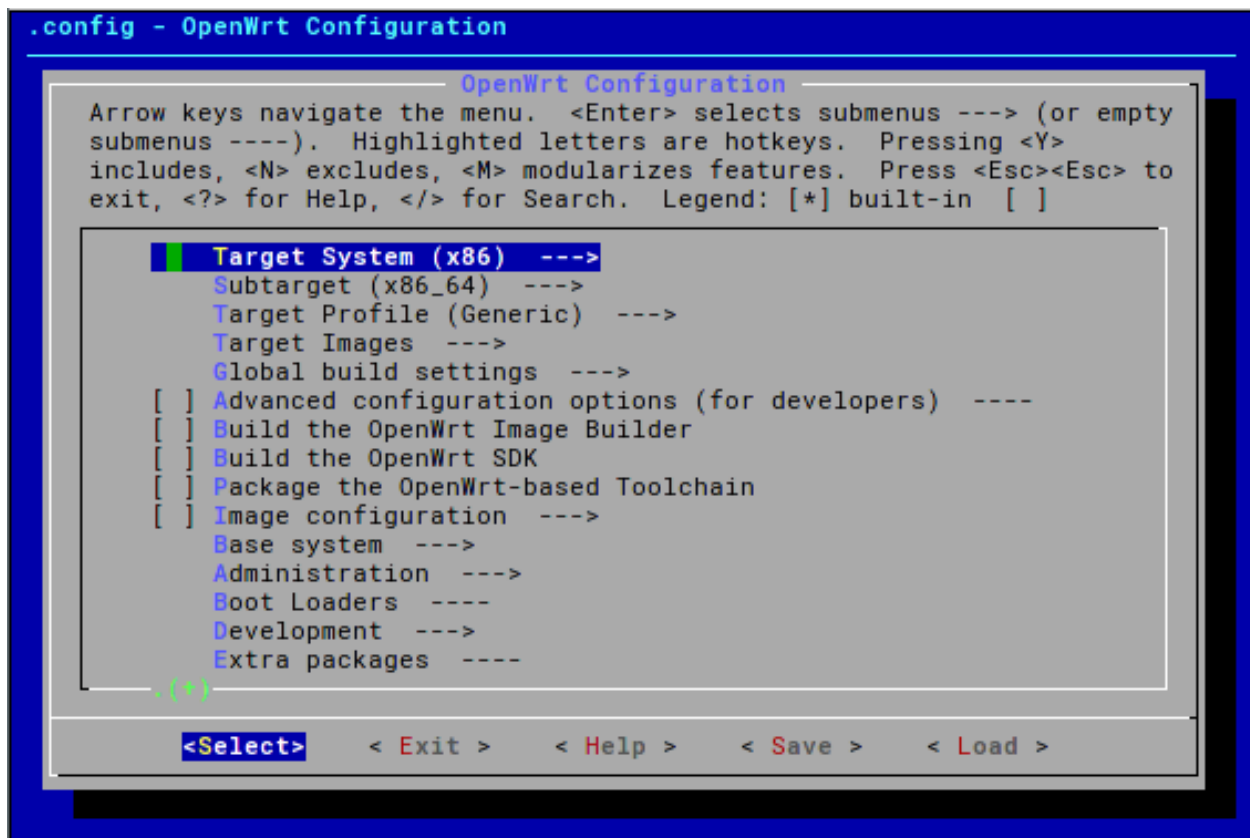 .config - OpenWrt Configuration
OpenWrt Configuration
Arrow keys navigate the menu.  <Enter> selects submenus ---> (or empty
submenus ----).  Highlighted letters are hotkeys.  Pressing <Y>
includes, <N> excludes, <M> modularizes features.  Press <Esc><Esc> to
exit, <?> for Help, </> for Search.  Legend: [*] built-in  [ ]
Target System (x86)  --->
Subtarget (x86_64)  --->
Target Profile (Generic)  --->
Target Images  --->
Global build settings  --->
[ ] Advanced configuration options (for developers)  ----
[ ] Build the OpenWrt Image Builder
[ ] Build the OpenWrt SDK
[ ] Package the OpenWrt-based Toolchain
[ ] Image configuration  --->
Base system  --->
Administration  --->
Boot Loaders  ----
Development  --->
Extra packages  ----
.(+)
<Select>    < Exit >    < Help >    < Save >    < Load >